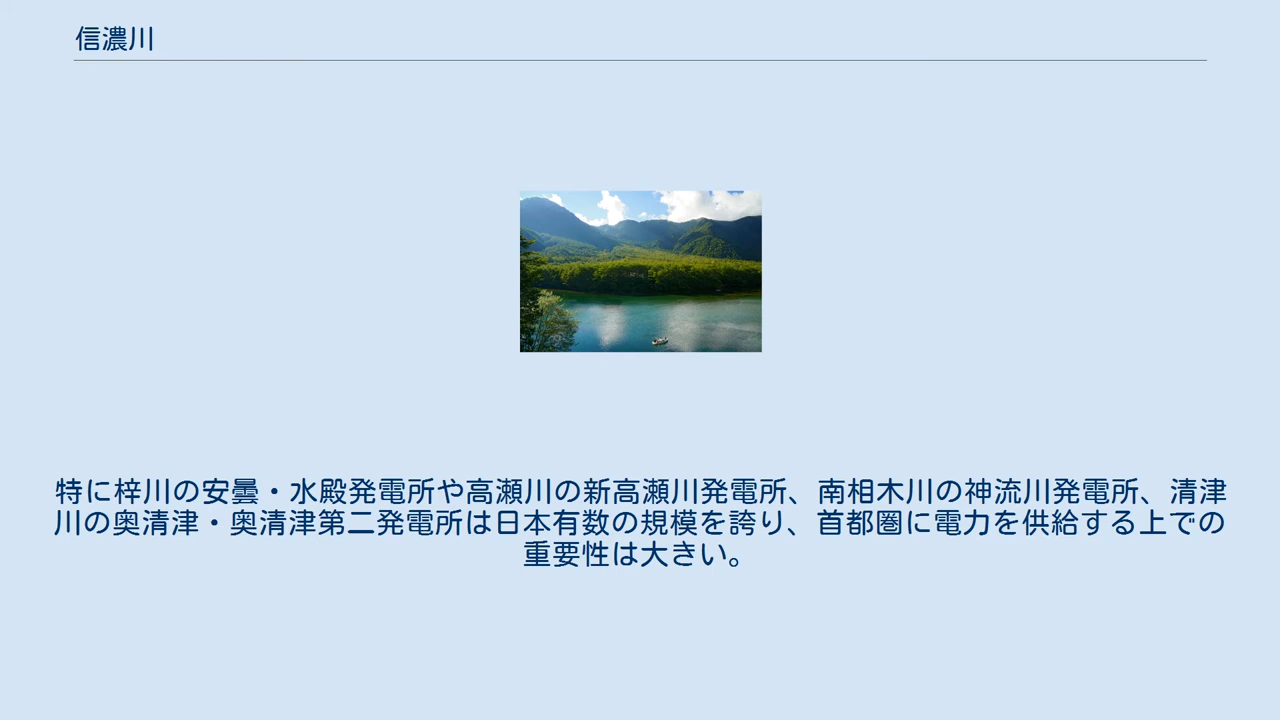 信濃川
特に梓川の安曇・水殿発電所や高瀬川の新高瀬川発電所、南相木川の神流川発電所、清津
川の奥清津・奥清津第二発電所は日本有数の規模を誇り、首都圏に電力を供給する上での
重要性は大きい。